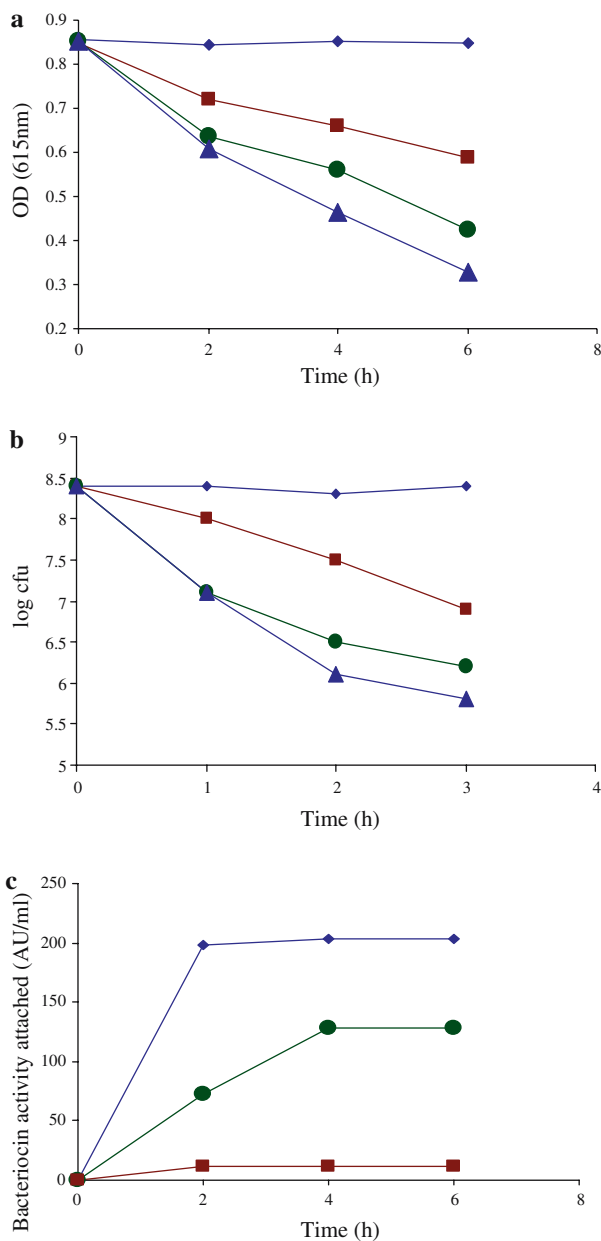 a
0.9
0.8
0.7
0.6
0.5
0.4
0.3
0.2
OD (615nm)
0 2 4 6 8
Time (h)
b
9
8.5
8
7.5
7
6.5
6
5.5
5
log cfu
0 1 2 3 4
Time (h)
c
250
200
150
100
50
0
Bacteriocin activity attached (AU/ml)
0 2 4 6 8
Time (h)